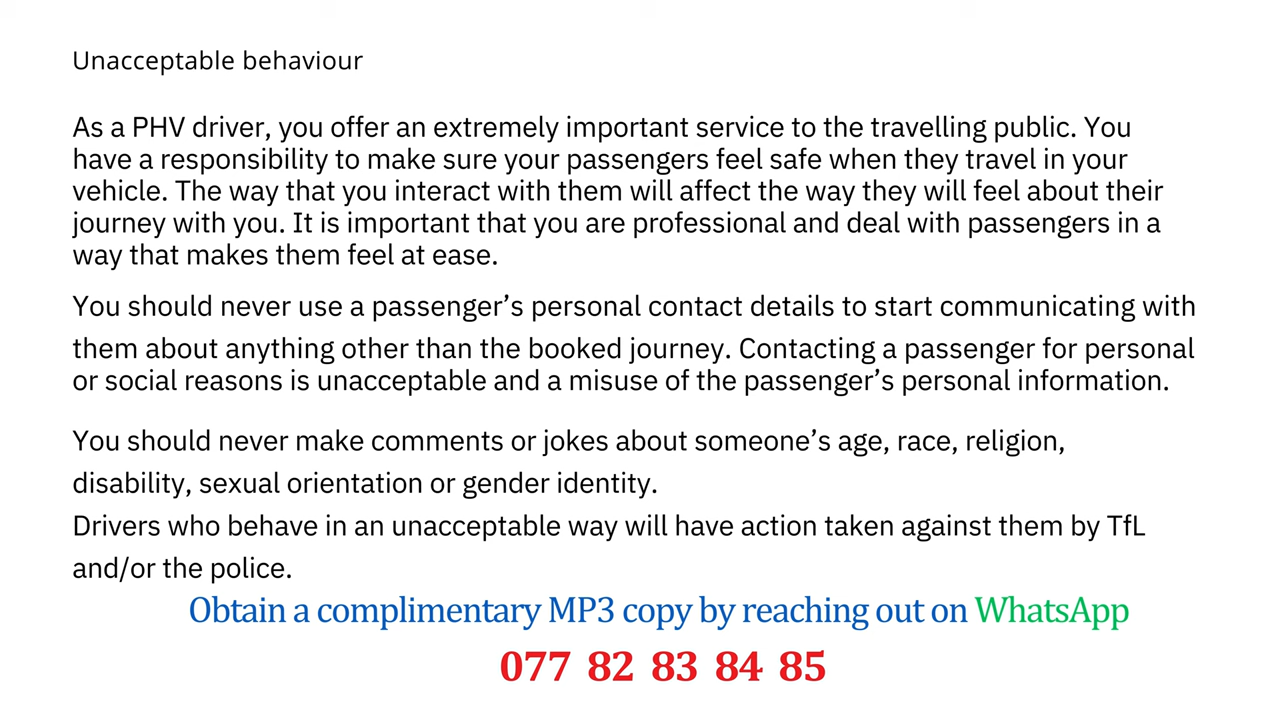 Unacceptable behaviour
As a PHV driver, you offer an extremely important service to the travelling public. You
have a responsibility to make sure your passengers feel safe when they travel in your
vehicle. The way that you interact with them will affect the way they will feel about their
journey with you. It is important that you are professional and deal with passengers in a
way that makes them feel at ease.
You should never use a passenger’s personal contact details to start communicating with
them about anything other than the booked journey. Contacting a passenger for personal
or social reasons is unacceptable and a misuse of the passenger’s personal information.
You should never make comments or jokes about someone’s age, race, religion,
disability, sexual orientation or gender identity.
Drivers who behave in an unacceptable way will have action taken against them by TfL
and/or the police.
Obtain a complimentary MP3 copy by reaching out on WhatsApp
077 82 83 84 85